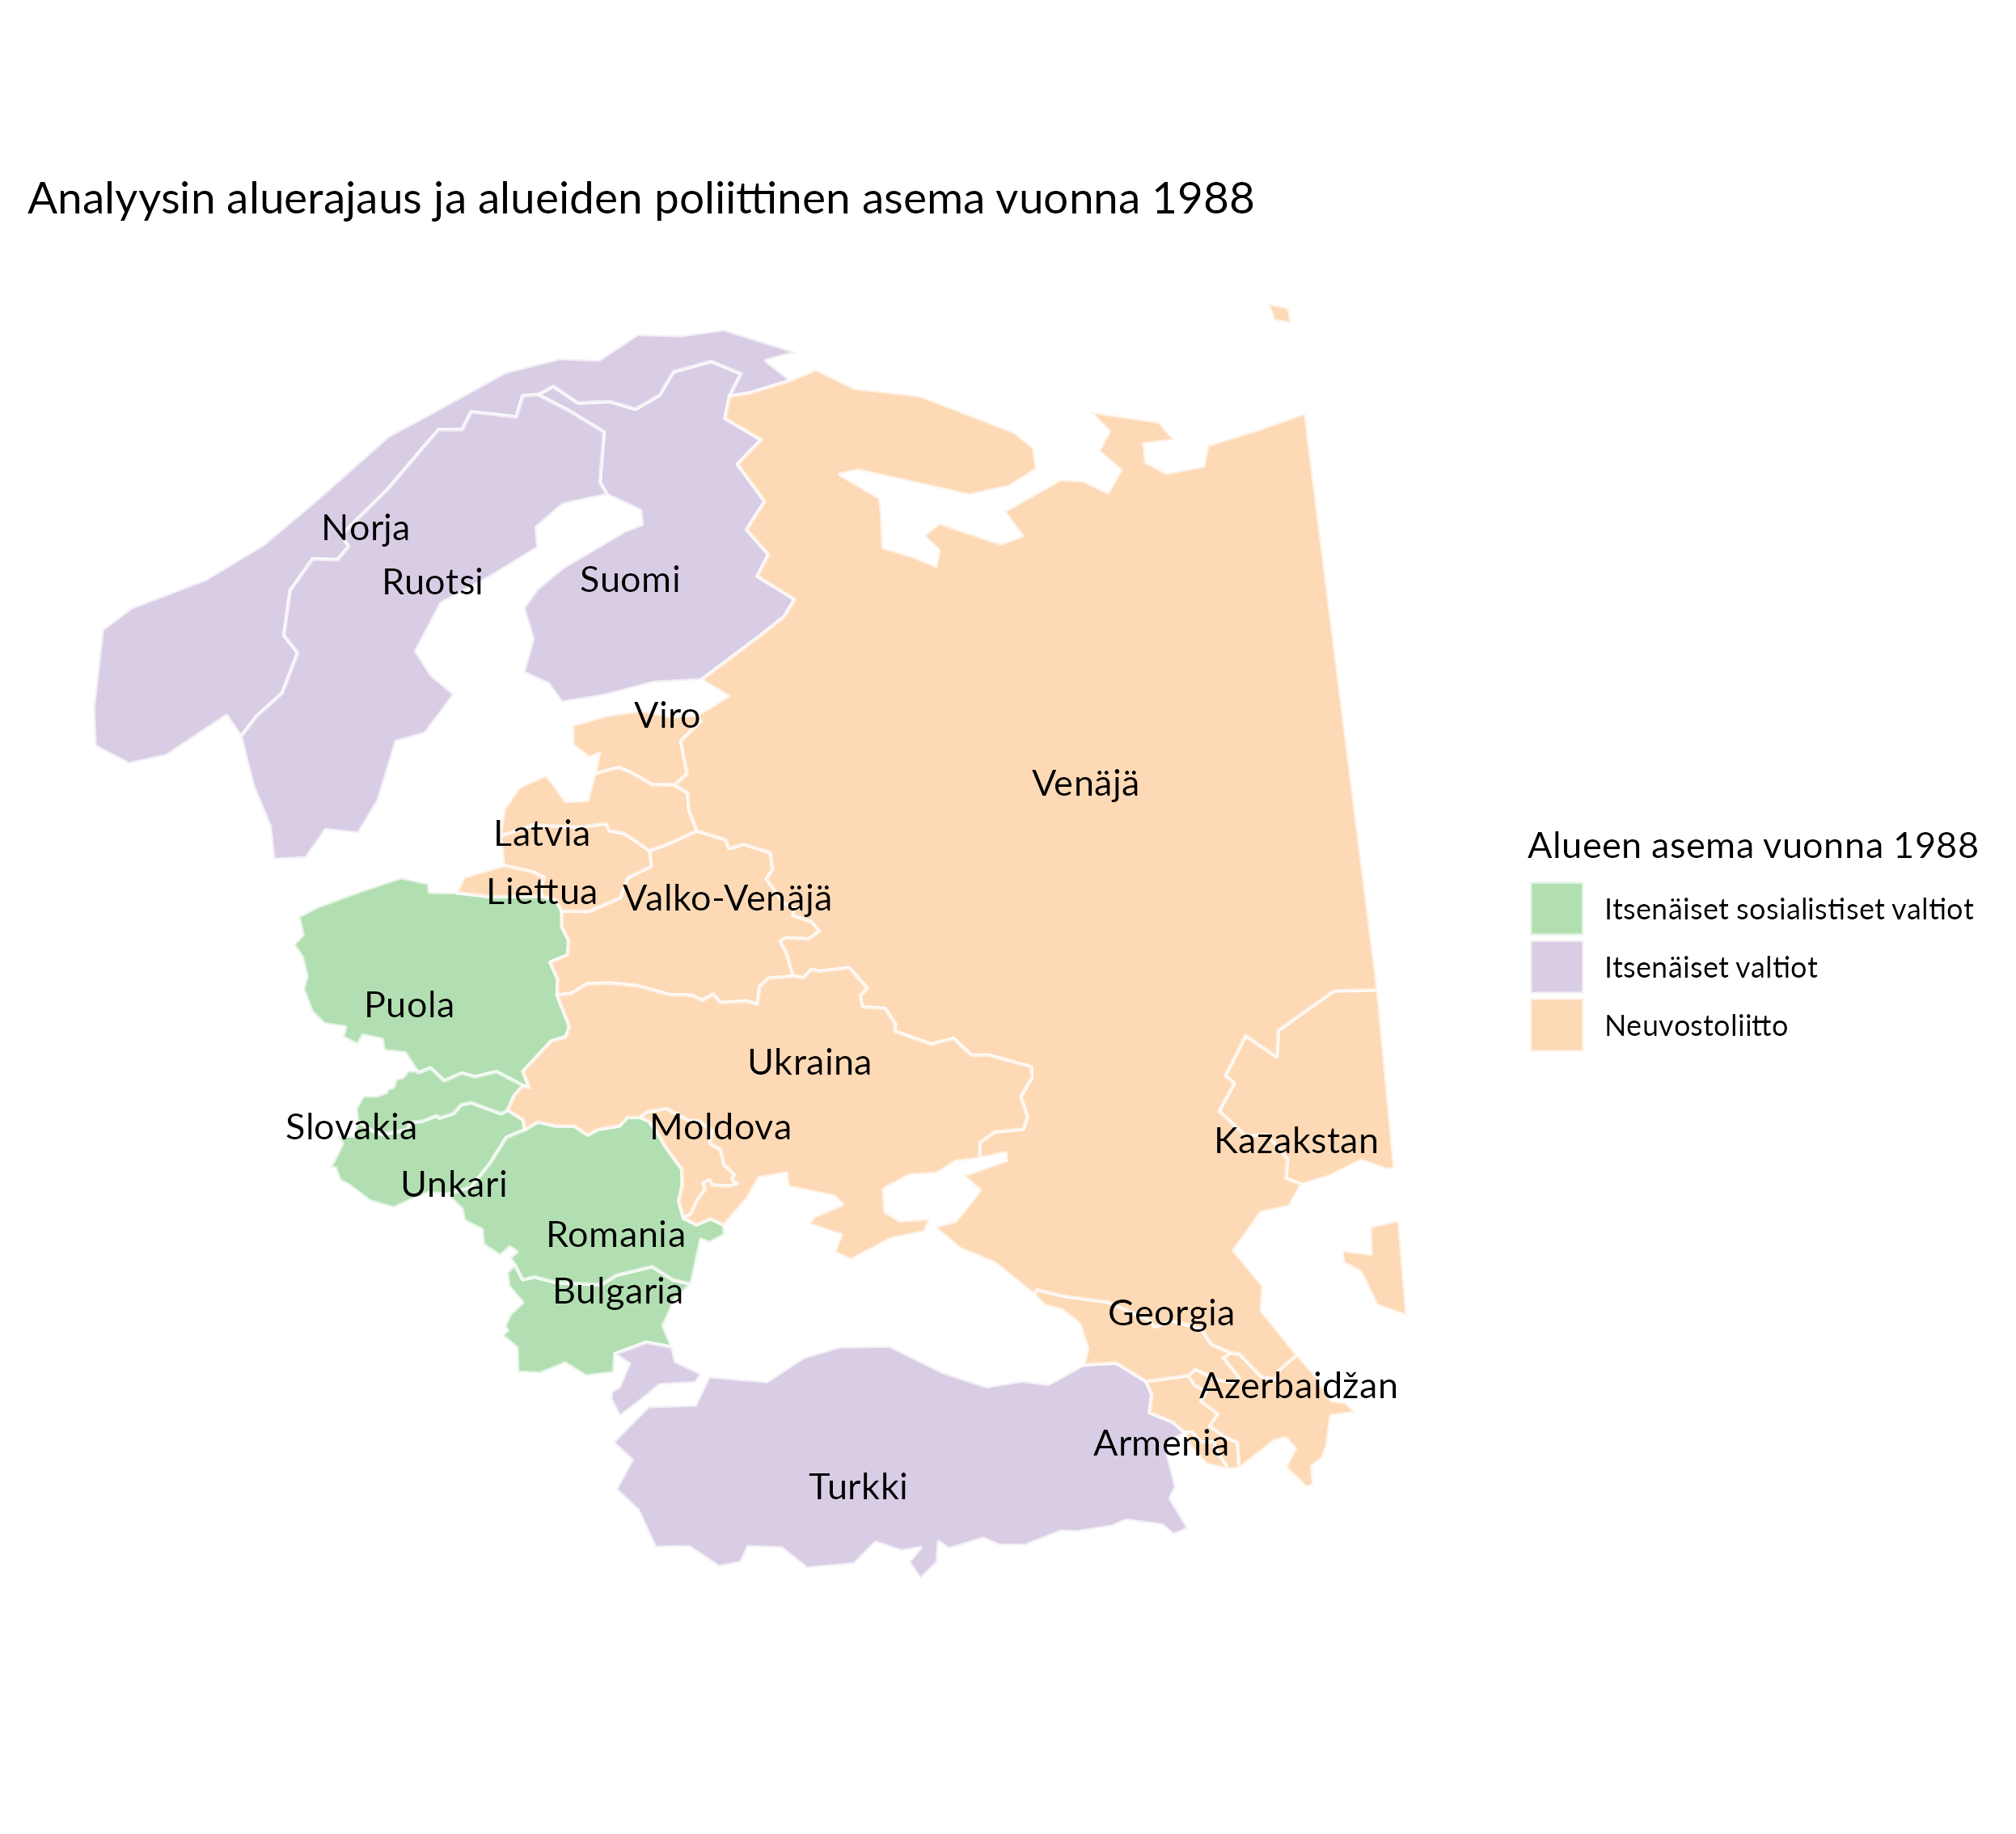 Analyysin aluerajaus ja alueiden poliittinen asema vuonna 1988
Norja
Ruotsi
Suomi
Viro
Venäjä
Latvia
Liettua
Valko-Venäjä
Puola
Ukraina
Slovakia
Moldova
Kazakstan
Unkari
Romania
Bulgaria
Georgia
Azerbaidžan
Armenia
Turkki
Alueen asema vuonna 1988
Itsenäiset sosialistiset valtiot
Itsenäiset valtiot
Neuvostoliitto